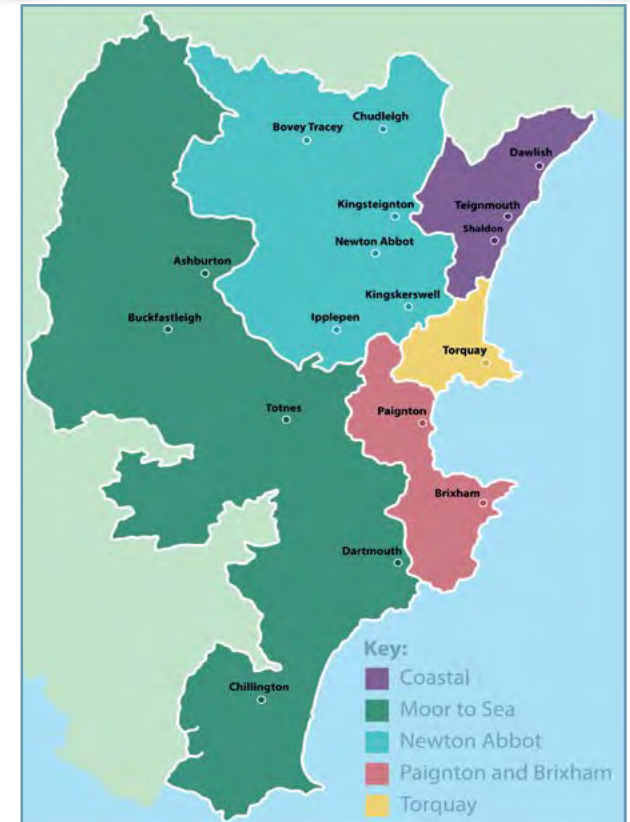 Chudleigh
Bovey Tracey
Dawlish
Kingsteignton
Teignmouth
Shaldon
Newton Abbot
Ashburton
Kingskerswell
Buckfastleigh
Ipplepen
Torquay
Totnes
Paignton
Brixham
Dartmouth
Chillington
Key:
Coastal
Moor to Sea
Newton Abbot
Paignton and Brixham
Torquay